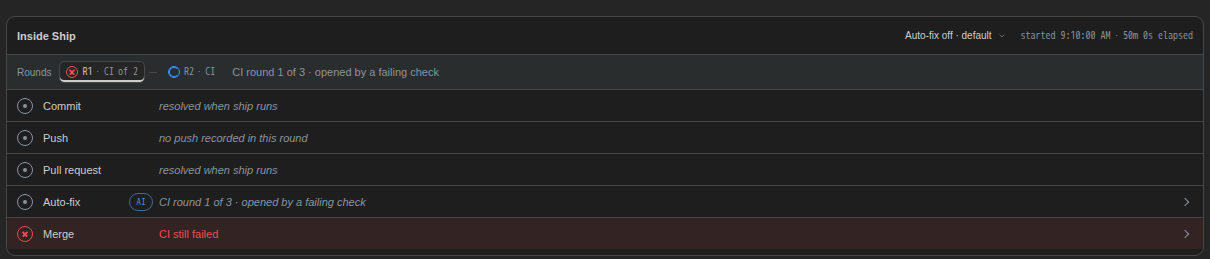 Inside Ship Auto-fix off · default started 9:10:00 AM · 50m 0s elapsed
Rounds R1 · CI of 2 — R2 · CI CI round 1 of 3 · opened by a failing check
Commit resolved when ship runs
Push no push recorded in this round
Pull request resolved when ship runs
Auto-fix AI CI round 1 of 3 · opened by a failing check
Merge CI still failed